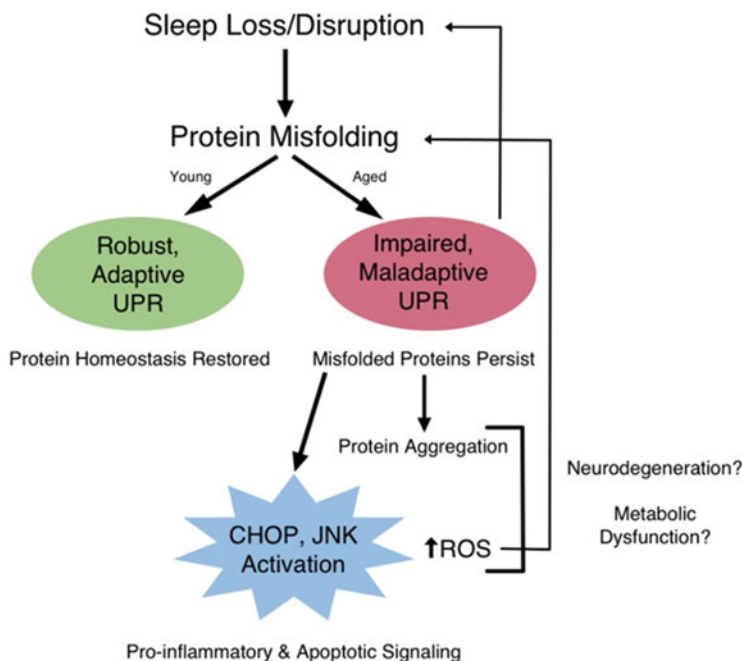 Sleep Loss/Disruption
Protein Misfolding
Young
Aged
Robust,
Adaptive
UPR
Impaired,
Maladaptive
UPR
Protein Homeostasis Restored
Misfolded Proteins Persist
Protein Aggregation
Neurodegeneration?
Metabolic
Dysfunction?
CHOP, JNK
Activation
↑ROS
Pro-inflammatory & Apoptotic Signaling